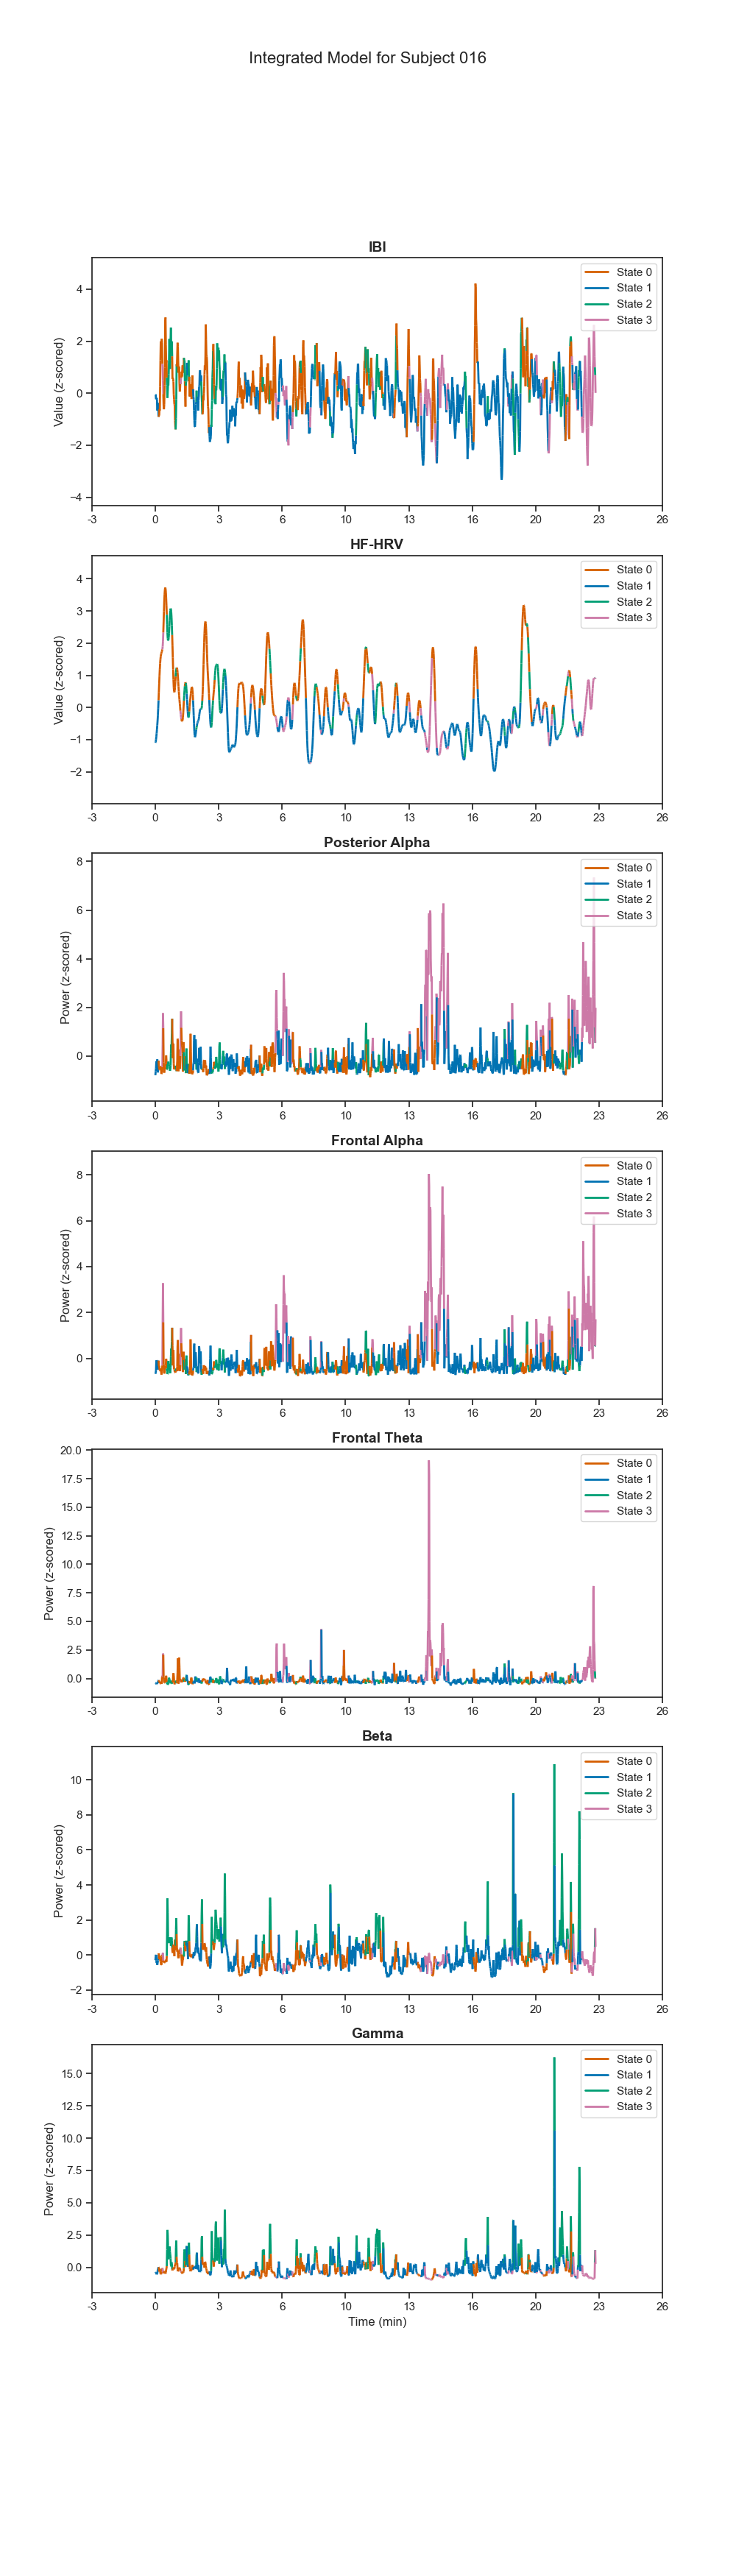 Integrated Model for Subject 016
IBI
Value (z-scored)
4
2
0
−2
−4
State 0
State 1
State 2
State 3
-3 0 3 6 10 13 16 20 23 26
HF-HRV
Value (z-scored)
4
3
2
1
0
−1
−2
State 0
State 1
State 2
State 3
-3 0 3 6 10 13 16 20 23 26
Posterior Alpha
Power (z-scored)
8
6
4
2
0
State 0
State 1
State 2
State 3
-3 0 3 6 10 13 16 20 23 26
Frontal Alpha
Power (z-scored)
8
6
4
2
0
State 0
State 1
State 2
State 3
-3 0 3 6 10 13 16 20 23 26
Frontal Theta
Power (z-scored)
20.0
17.5
15.0
12.5
10.0
7.5
5.0
2.5
0.0
State 0
State 1
State 2
State 3
-3 0 3 6 10 13 16 20 23 26
Beta
Power (z-scored)
10
8
6
4
2
0
−2
State 0
State 1
State 2
State 3
-3 0 3 6 10 13 16 20 23 26
Gamma
Power (z-scored)
15.0
12.5
10.0
7.5
5.0
2.5
0.0
State 0
State 1
State 2
State 3
-3 0 3 6 10 13 16 20 23 26
Time (min)